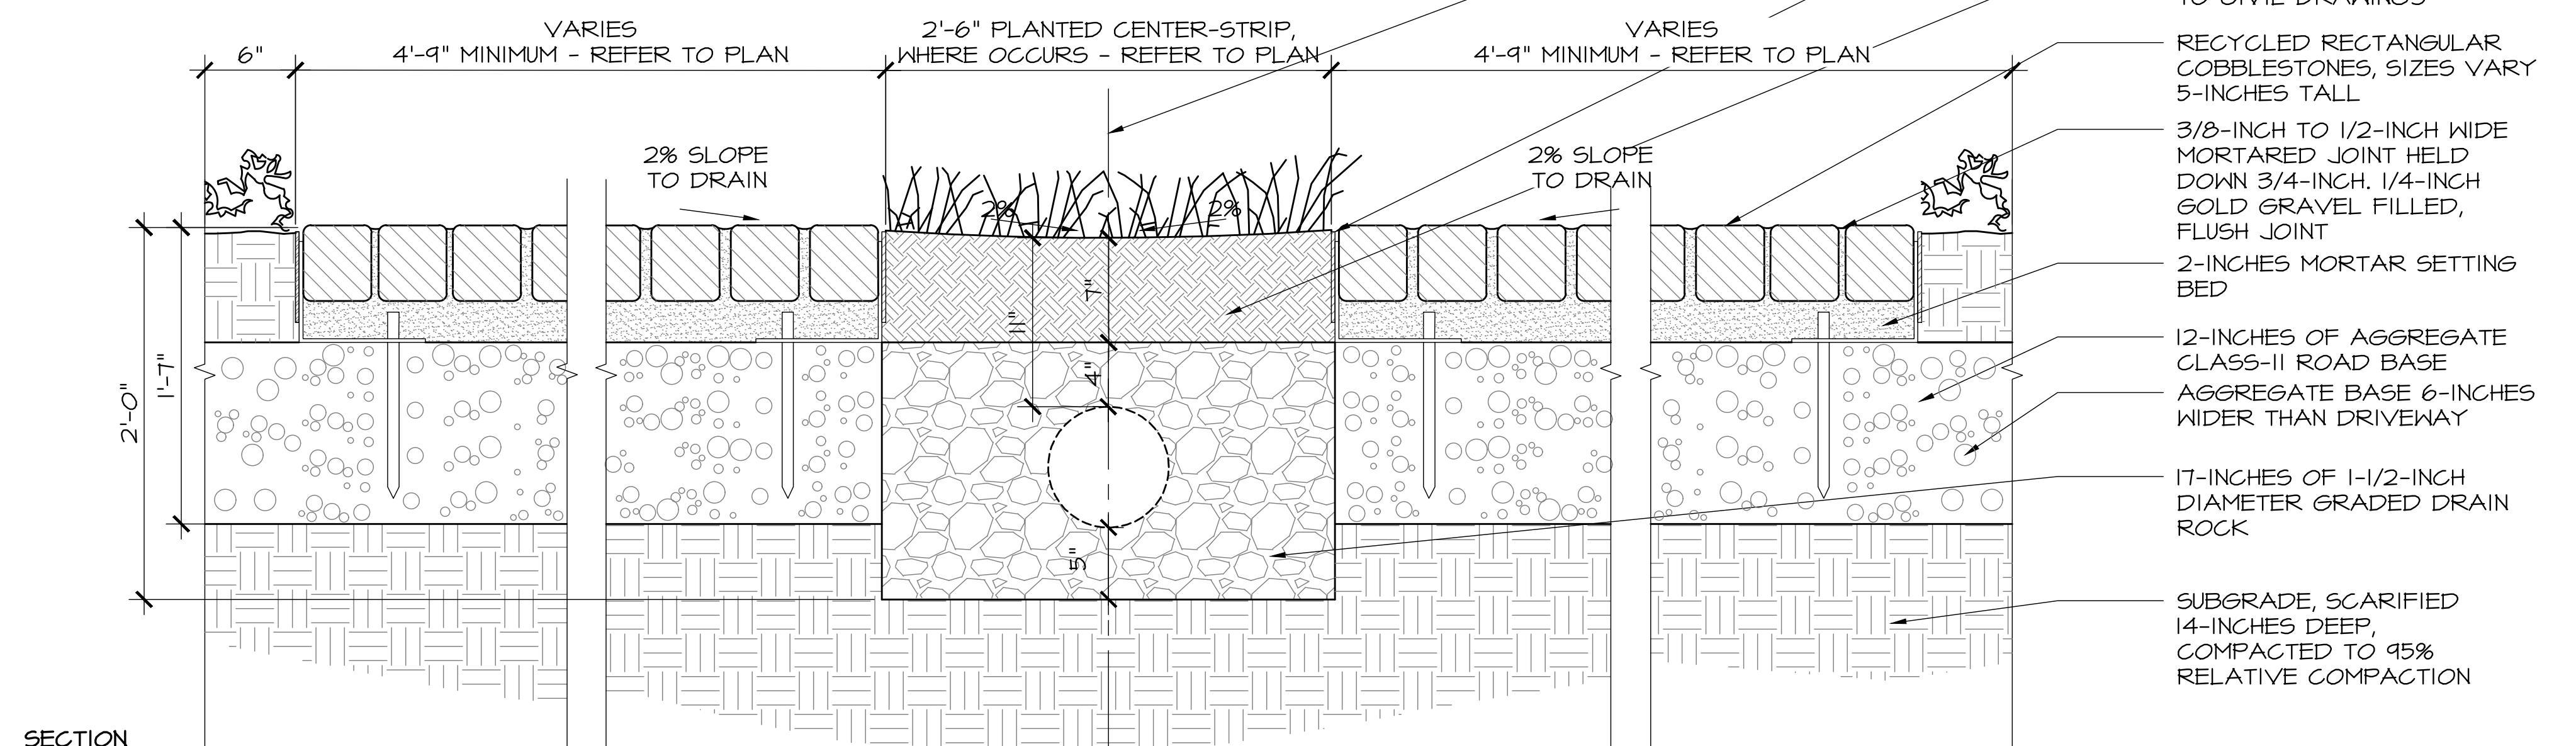 TO CIVIL DRAWINGS
VARIES
4'-9" MINIMUM - REFER TO PLAN
2'-6" PLANTED CENTER-STRIP,
WHERE OCCURS - REFER TO PLAN
VARIES
4'-9" MINIMUM - REFER TO PLAN
6"
2% SLOPE
TO DRAIN
2% SLOPE
TO DRAIN
2%
2%
7"
11"
4"
5"
1'-7"
2'-0"
RECYCLED RECTANGULAR
COBBLESTONES, SIZES VARY
5-INCHES TALL
3/8-INCH TO 1/2-INCH WIDE
MORTARED JOINT HELD
DOWN 3/4-INCH. 1/4-INCH
GOLD GRAVEL FILLED,
FLUSH JOINT
2-INCHES MORTAR SETTING
BED
12-INCHES OF AGGREGATE
CLASS-II ROAD BASE
AGGREGATE BASE 6-INCHES
WIDER THAN DRIVEWAY
17-INCHES OF 1-1/2-INCH
DIAMETER GRADED DRAIN
ROCK
SUBGRADE, SCARIFIED
14-INCHES DEEP,
COMPACTED TO 95%
RELATIVE COMPACTION
SECTION